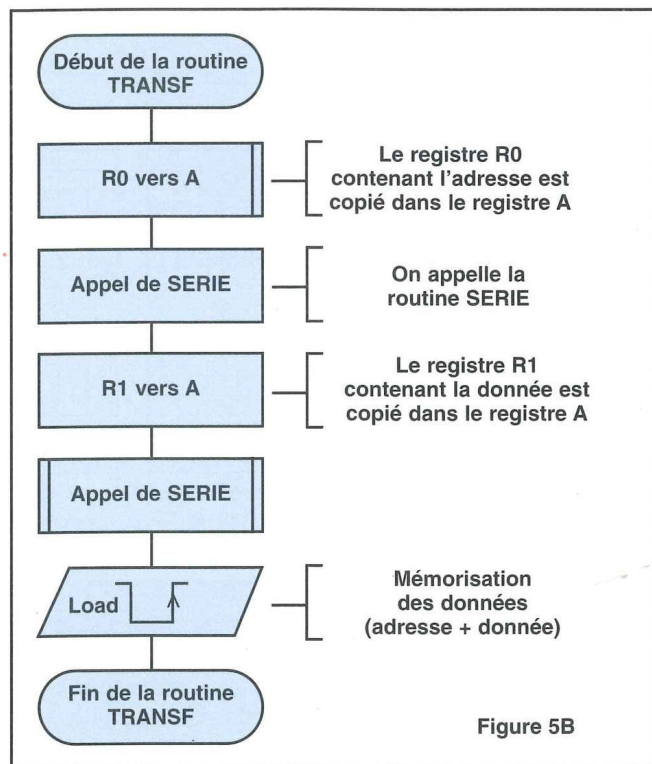 Début de la routine
TRANSF
R0 vers A
Le registre R0
contenant l'adresse est
copié dans le registre A
Appel de SERIE
On appelle la
routine SERIE
R1 vers A
Le registre R1
contenant la donnée est
copié dans le registre A
Appel de SERIE
Load
Mémorisation
des données
(adresse + donnée)
Fin de la routine
TRANSF
Figure 5B